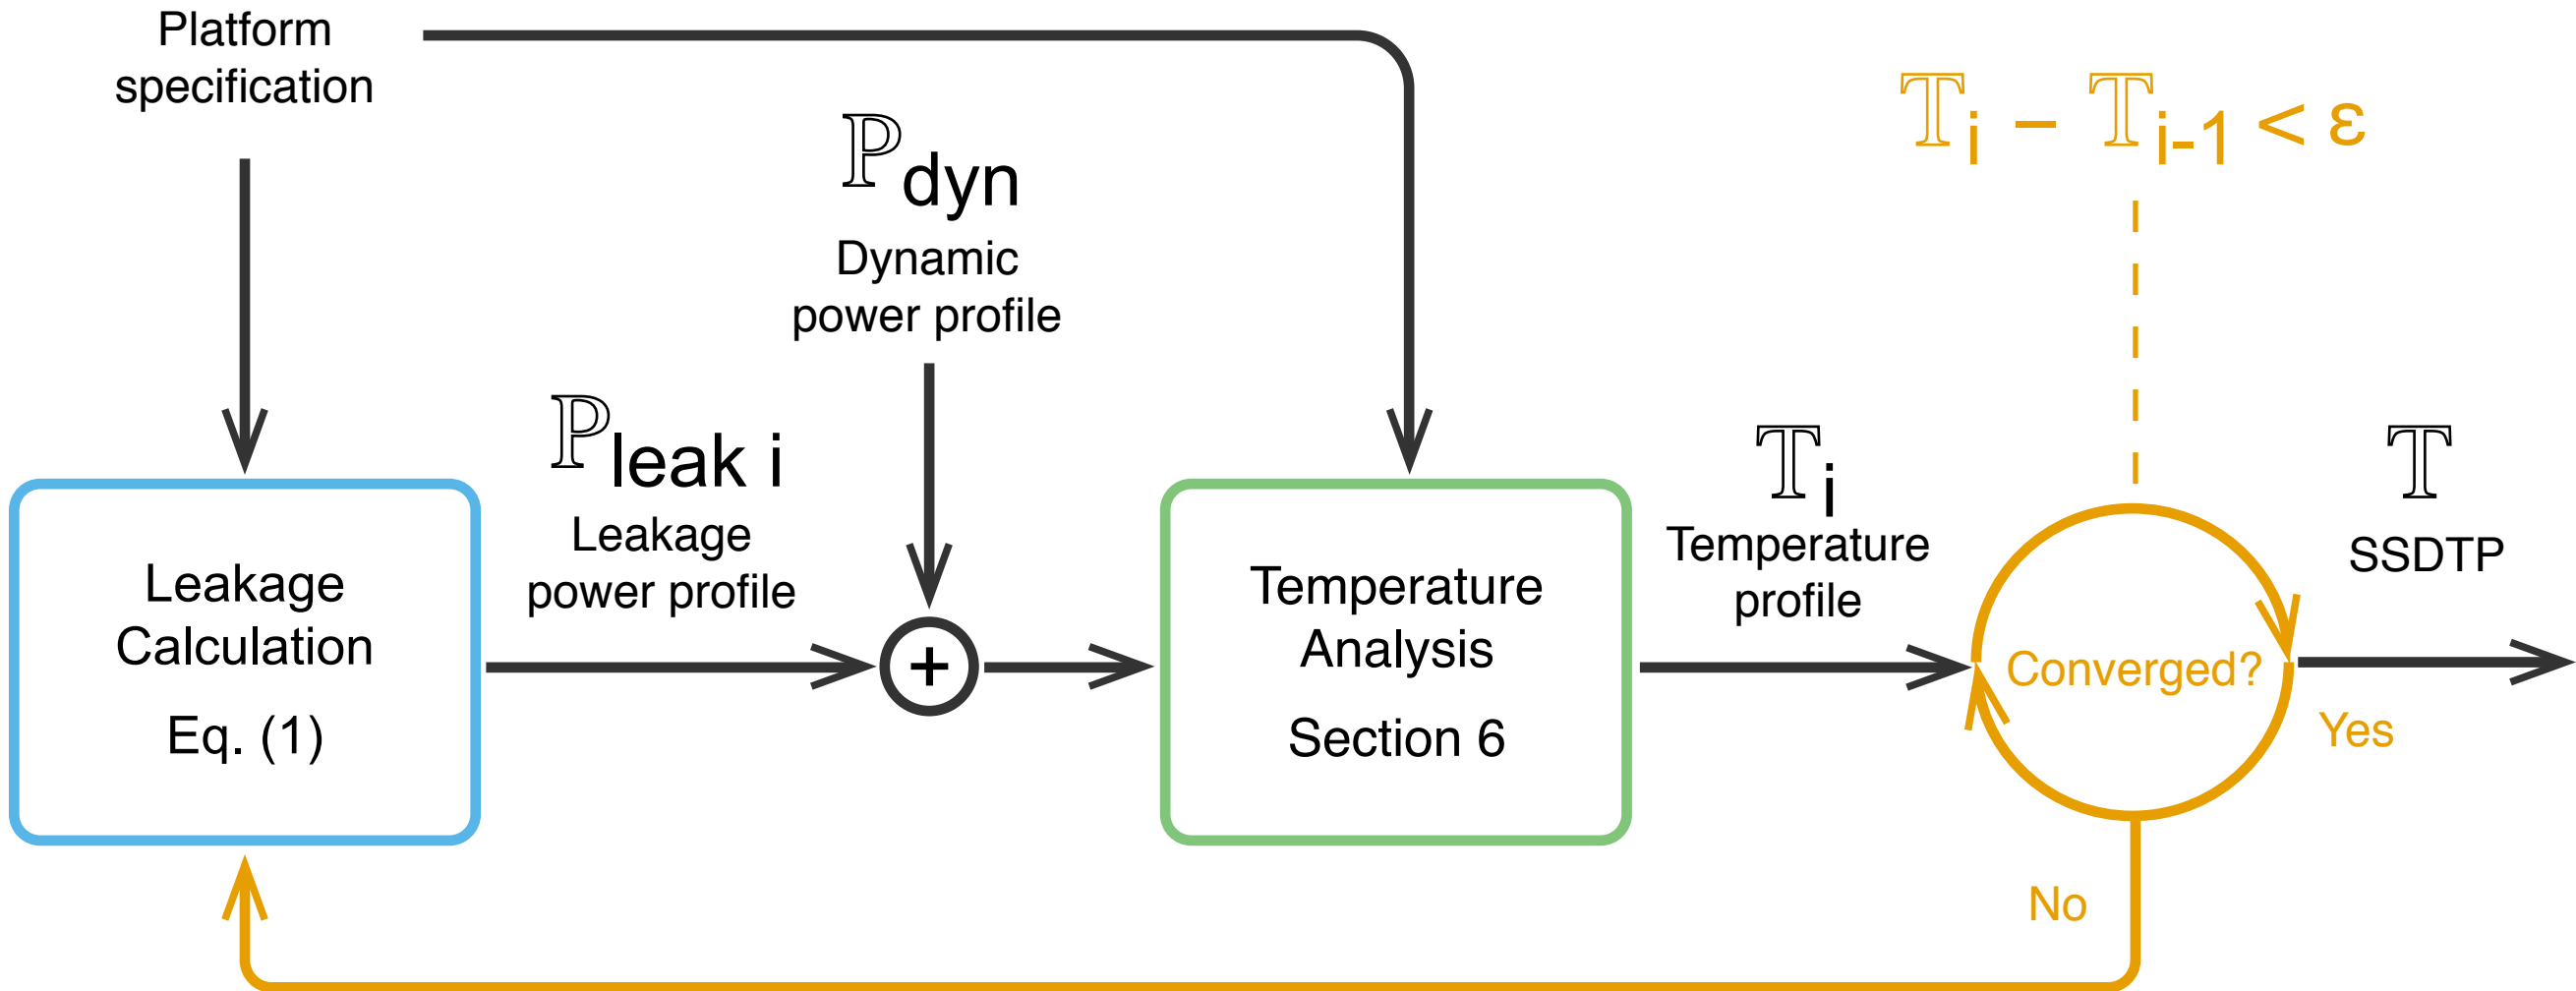 Platform
specification
ℙdyn
Dynamic
power profile
𝕋i − 𝕋i-1 < ε
ℙleak i
Leakage
power profile
𝕋i
Temperature
profile
𝕋
SSDTP
Leakage
Calculation
Eq. (1)
+
Temperature
Analysis
Section 6
Converged?
Yes
No